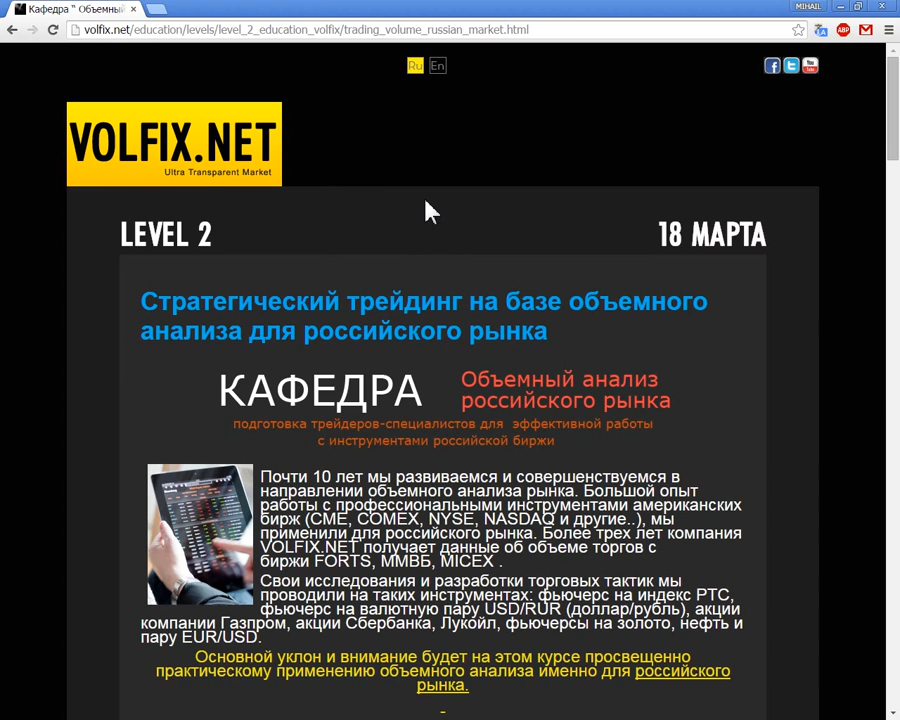 Кафедра " Объемный
MIHAIL
volfix.net/education/levels/level_2_education_volfix/trading_volume_russian_market.html
ABP
Ru En
You
VOLFIX.NET
Ultra Transparent Market
LEVEL 2
18 МАРТА
Стратегический трейдинг на базе объемного
анализа для российского рынка
КАФЕДРА
Объемный анализ
российского рынка
подготовка трейдеров-специалистов для эффективной работы
с инструментами российской биржи
Почти 10 лет мы развиваемся и совершенствуемся в
направлении объемного анализа рынка. Большой опыт
работы с профессиональными инструментами американских
бирж (CME, COMEX, NYSE, NASDAQ и другие..), мы
применили для российского рынка. Более трех лет компания
VOLFIX.NET получает данные об объеме торгов с
биржи FORTS, ММВБ, MICEX .
Свои исследования и разработки торговых тактик мы
проводили на таких инструментах: фьючерс на индекс РТС,
фьючерс на валютную пару USD/RUR (доллар/рубль), акции
компании Газпром, акции Сбербанка, Лукойл, фьючерсы на золото, нефть и
пару EUR/USD.
Основной уклон и внимание будет на этом курсе просвещенно
практическому применению объемного анализа именно для российского
рынка.